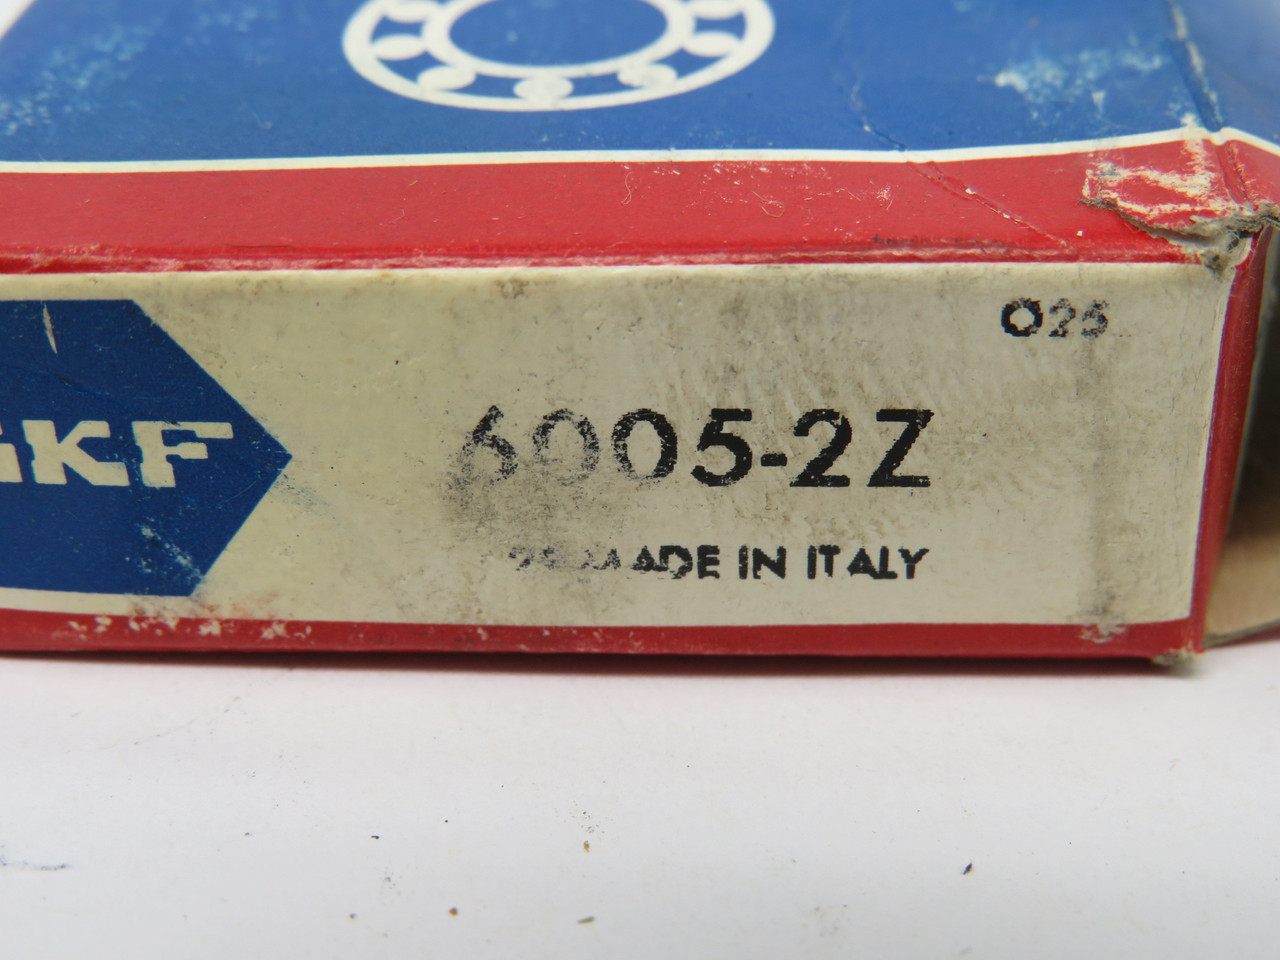 SKF
O25
6005-2Z
MADE IN ITALY